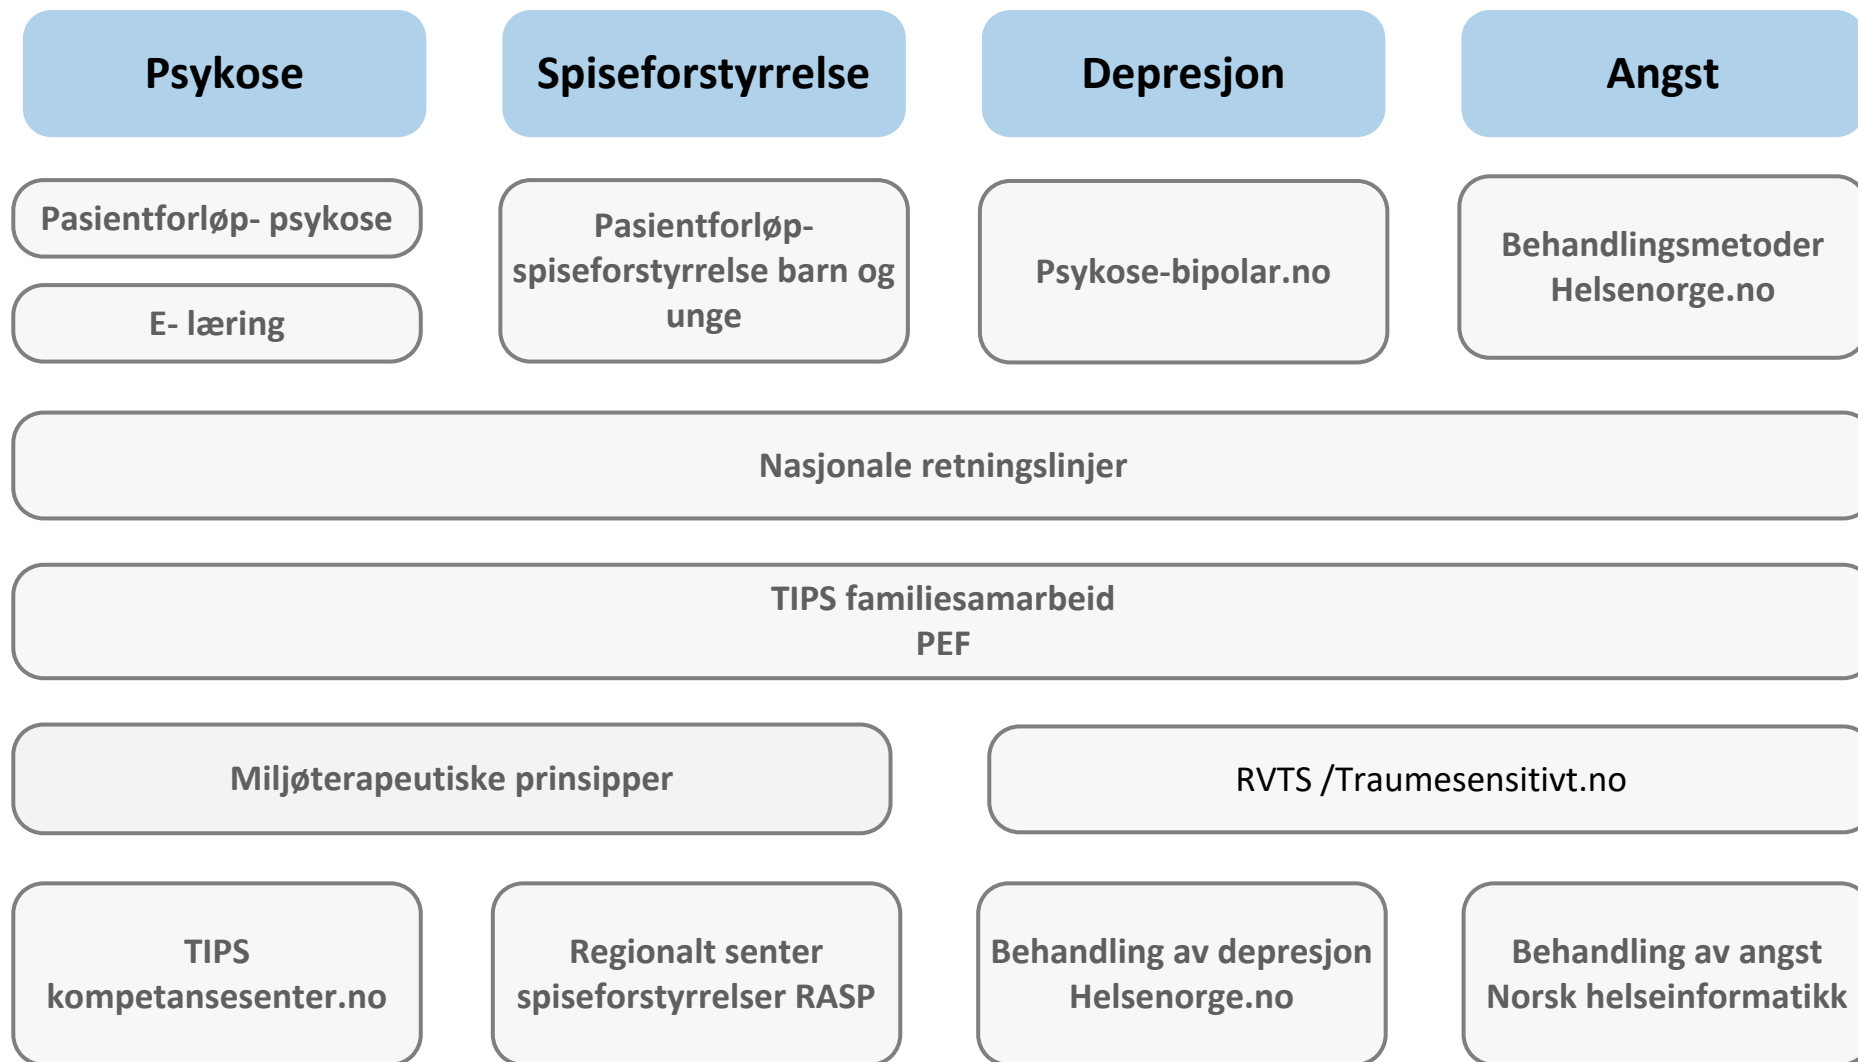 Psykose
Spiseforstyrrelse
Depresjon
Angst
Pasientforløp- psykose
E- læring
Pasientforløp-
spiseforstyrrelse barn og
unge
Psykose-bipolar.no
Behandlingsmetoder
Helsenorge.no
Nasjonale retningslinjer
TIPS familiesamarbeid
PEF
Miljøterapeutiske prinsipper
RVTS /Traumesensitivt.no
TIPS
kompetansesenter.no
Regionalt senter
spiseforstyrrelser RASP
Behandling av depresjon
Helsenorge.no
Behandling av angst
Norsk helseinformatikk